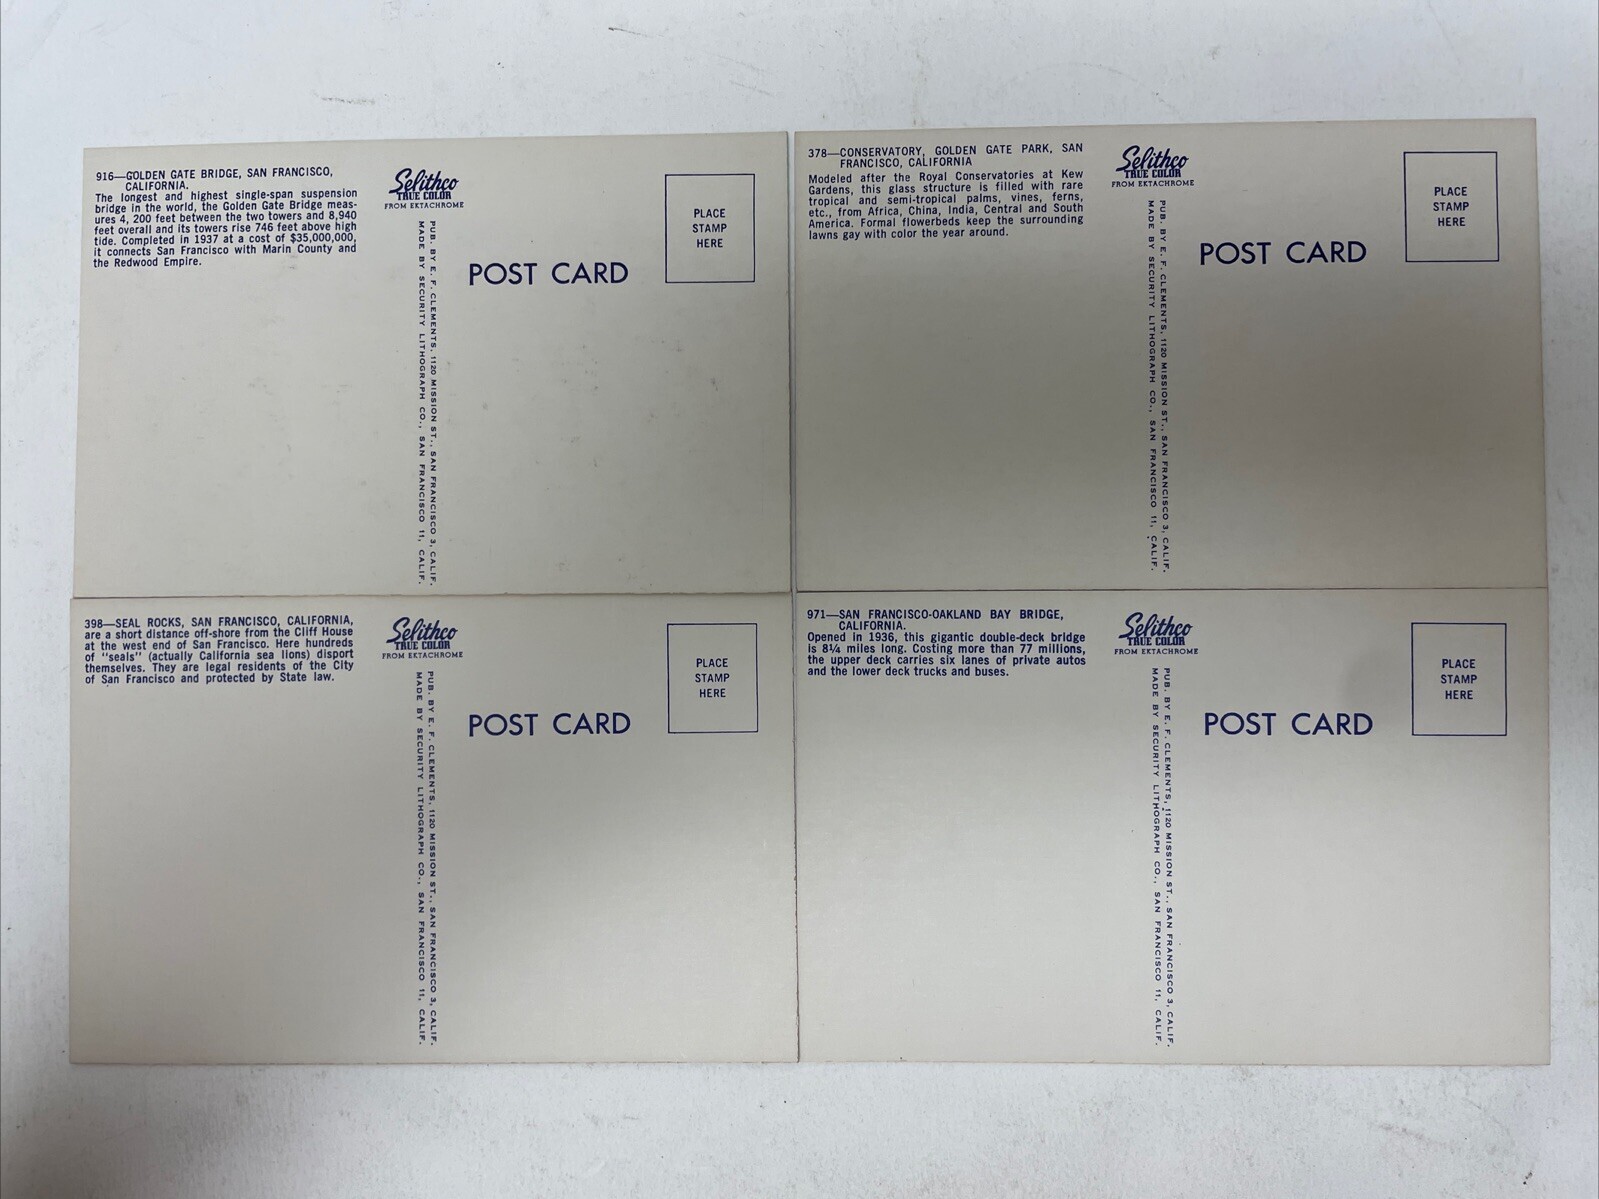 916—GOLDEN GATE BRIDGE, SAN FRANCISCO,
CALIFORNIA.
The longest and highest single-span suspension
bridge in the world, the Golden Gate Bridge meas-
ures 4, 200 feet between the two towers and 8,940
feet overall and its towers rise 746 feet above high
tide. Completed in 1937 at a cost of $35,000,000,
it connects San Francisco with Marin County and
the Redwood Empire.
Selithco
TRUE COLOR
FROM EKTACHROME
PUB. BY E. F. CLEMENTS, 1120 MISSION ST., SAN FRANCISCO 3, CALIF.
MADE BY SECURITY LITHOGRAPH CO., SAN FRANCISCO 11, CALIF.
POST CARD
PLACE
STAMP
HERE
378—CONSERVATORY, GOLDEN GATE PARK, SAN
FRANCISCO, CALIFORNIA
Modeled after the Royal Conservatories at Kew
Gardens, this glass structure is filled with rare
tropical and semi-tropical palms, vines, ferns,
etc., from Africa, China, India, Central and South
America. Formal flowerbeds keep the surrounding
lawns gay with color the year around.
Selithco
TRUE COLOR
FROM EKTACHROME
PUB. BY E. F. CLEMENTS, 1120 MISSION ST., SAN FRANCISCO 3, CALIF.
MADE BY SECURITY LITHOGRAPH CO., SAN FRANCISCO 11, CALIF.
POST CARD
PLACE
STAMP
HERE
398—SEAL ROCKS, SAN FRANCISCO, CALIFORNIA,
are a short distance off-shore from the Cliff House
at the west end of San Francisco. Here hundreds
of "seals" (actually California sea lions) disport
themselves. They are legal residents of the City
of San Francisco and protected by State law.
Selithco
TRUE COLOR
FROM EKTACHROME
PUB. BY E. F. CLEMENTS, 1120 MISSION ST., SAN FRANCISCO 3, CALIF.
MADE BY SECURITY LITHOGRAPH CO., SAN FRANCISCO 11, CALIF.
POST CARD
PLACE
STAMP
HERE
971—SAN FRANCISCO-OAKLAND BAY BRIDGE,
CALIFORNIA.
Opened in 1936, this gigantic double-deck bridge
is 8¼ miles long. Costing more than 77 millions,
the upper deck carries six lanes of private autos
and the lower deck trucks and buses.
Selithco
TRUE COLOR
FROM EKTACHROME
PUB. BY E. F. CLEMENTS, 1120 MISSION ST., SAN FRANCISCO 3, CALIF.
MADE BY SECURITY LITHOGRAPH CO., SAN FRANCISCO 11, CALIF.
POST CARD
PLACE
STAMP
HERE